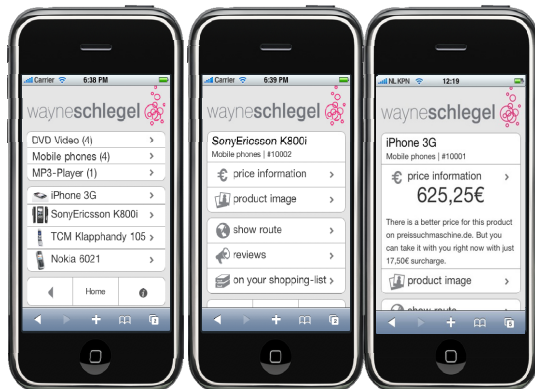 Carrier 6:38 PM
wayneschlegel
DVD Video (4)
Mobile phones (4)
MP3-Player (1)
iPhone 3G
SonyEricsson K800i
TCM Klapphandy 105
Nokia 6021
Home
Carrier 6:39 PM
wayneschlegel
SonyEricsson K800i
Mobile phones | #10002
price information
product image
show route
reviews
on your shopping-list
NL KPN 12:19
wayneschlegel
iPhone 3G
Mobile phones | #10001
price information
625,25€
There is a better price for this product
on preissuchmaschine.de. But you
can take it with you right now with just
17,50€ surcharge.
product image
show route
5